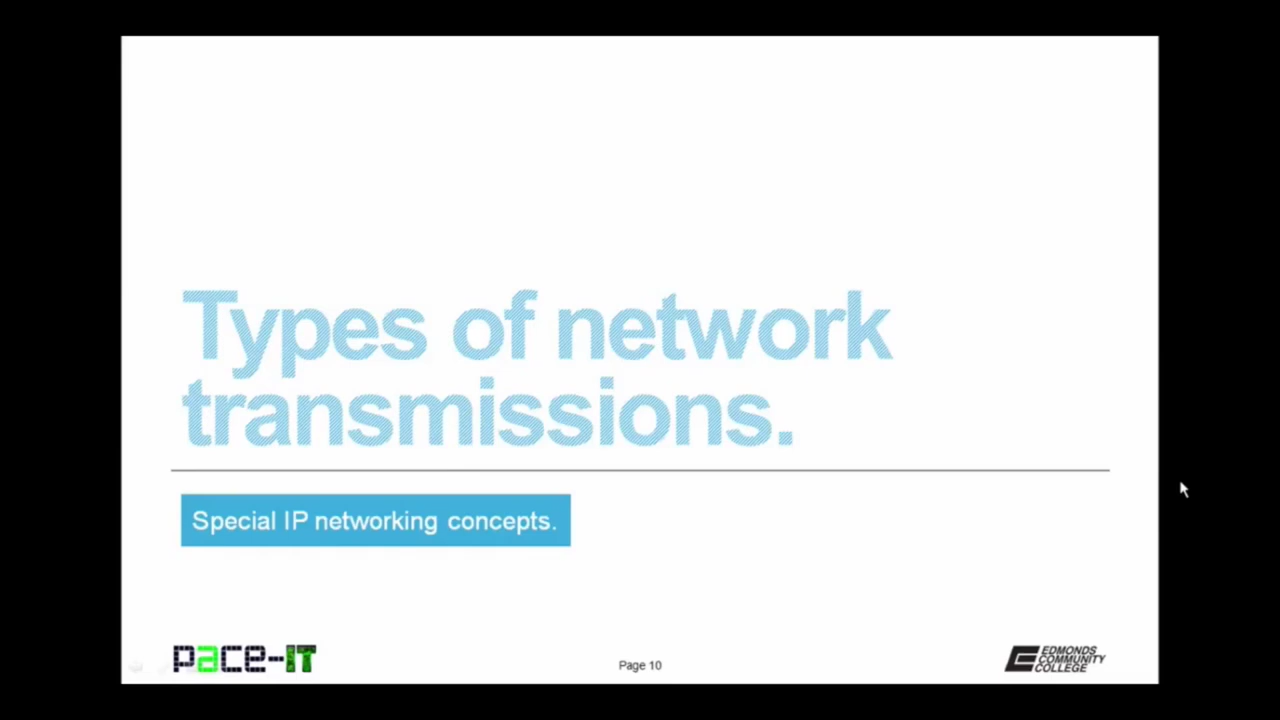 Types of network
transmissions.
Special IP networking concepts.
pace-IT
Page 10
EDMONDS
COMMUNITY
COLLEGE